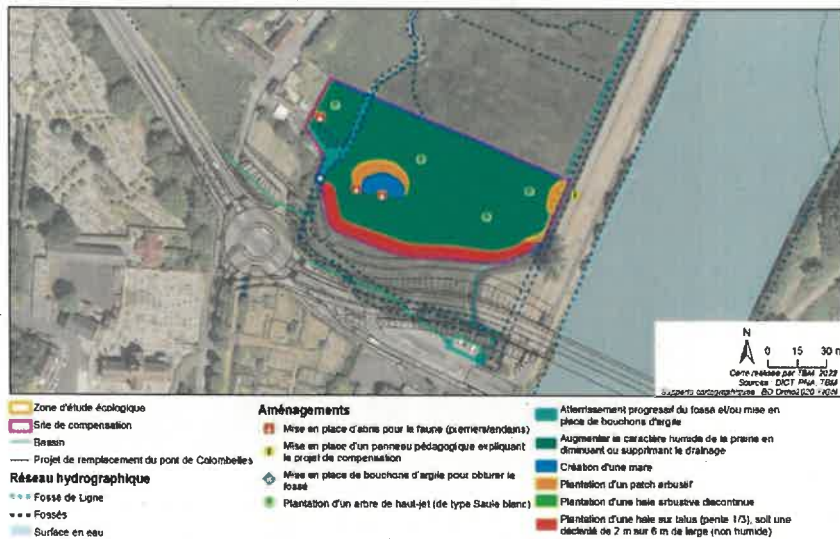 N
0 15 30 m
Carte réalisée par TBM, 2022
Sources : DICT PNA, TBM
Supports cartographiques : BD Ortho2020 ©IGN
Zone d'étude écologique
Site de compensation
Bassin
Projet de remplacement du pont de Colombelles
Réseau hydrographique
Fossé de Ligne
Fossés
Surface en eau
Aménagements
Mise en place d'abris pour la faune (pierriers/andains)
Mise en place d'un panneau pédagogique expliquant
le projet de compensation
Mise en place de bouchons d'argile pour obturer le
fossé
Plantation d'un arbre de haut-jet (de type Saule blanc)
Atterrissement progressif du fossé et/ou mise en
place de bouchons d'argile
Augmenter le caractère humide de la prairie en
diminuant ou supprimant le drainage
Création d'une mare
Plantation d'un patch arbustif
Plantation d'une haie arbustive discontinue
Plantation d'une haie sur talus (pente 1/3), soit une
déclivité de 2 m sur 6 m de large (non humide)